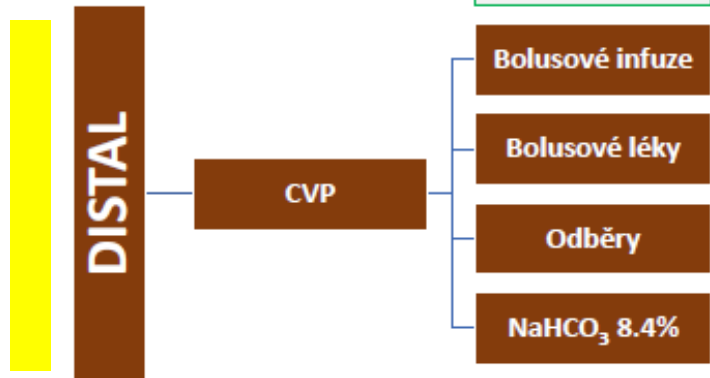 DISTAL
CVP
Bolusové infuze
Bolusové léky
Odběry
NaHCO₃ 8.4%